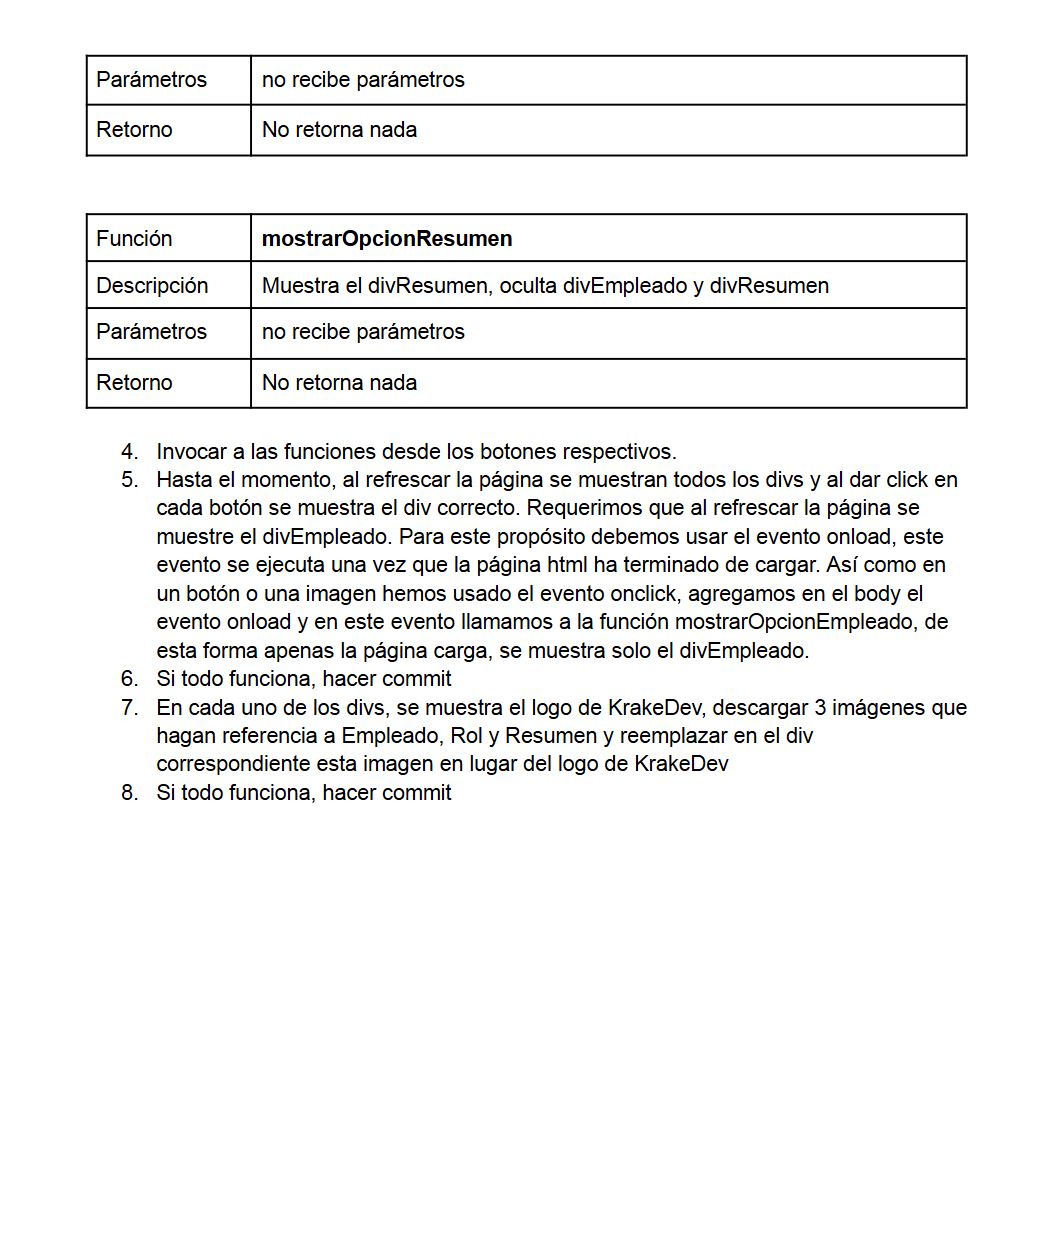 Parámetros no recibe parámetros
Retorno No retorna nada
Función mostrarOpcionResumen
Descripción Muestra el divResumen, oculta divEmpleado y divResumen
Parámetros no recibe parámetros
Retorno No retorna nada
4. Invocar a las funciones desde los botones respectivos.
5. Hasta el momento, al refrescar la página se muestran todos los divs y al dar click en
cada botón se muestra el div correcto. Requerimos que al refrescar la página se
muestre el divEmpleado. Para este propósito debemos usar el evento onload, este
evento se ejecuta una vez que la página html ha terminado de cargar. Así como en
un botón o una imagen hemos usado el evento onclick, agregamos en el body el
evento onload y en este evento llamamos a la función mostrarOpcionEmpleado, de
esta forma apenas la página carga, se muestra solo el divEmpleado.
6. Si todo funciona, hacer commit
7. En cada uno de los divs, se muestra el logo de KrakeDev, descargar 3 imágenes que
hagan referencia a Empleado, Rol y Resumen y reemplazar en el div
correspondiente esta imagen en lugar del logo de KrakeDev
8. Si todo funciona, hacer commit